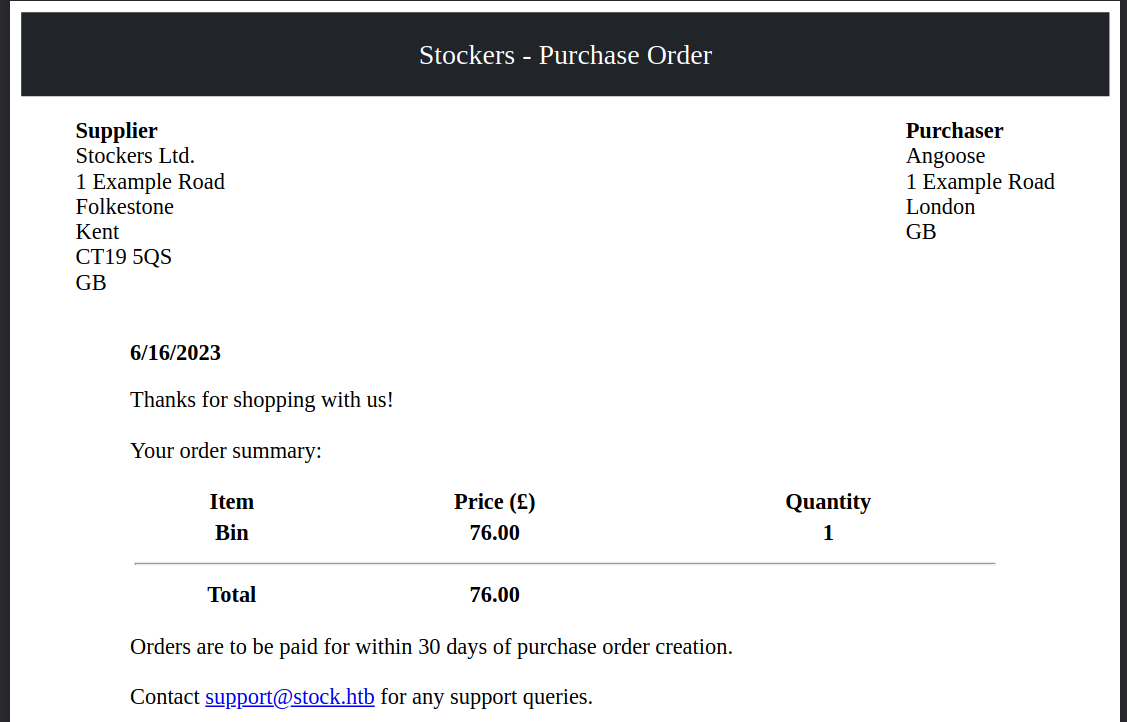 Stockers - Purchase Order
Supplier
Stockers Ltd.
1 Example Road
Folkestone
Kent
CT19 5QS
GB
Purchaser
Angoose
1 Example Road
London
GB
6/16/2023
Thanks for shopping with us!
Your order summary:
Item Price (£) Quantity
Bin 76.00 1
Total 76.00
Orders are to be paid for within 30 days of purchase order creation.
Contact support@stock.htb for any support queries.